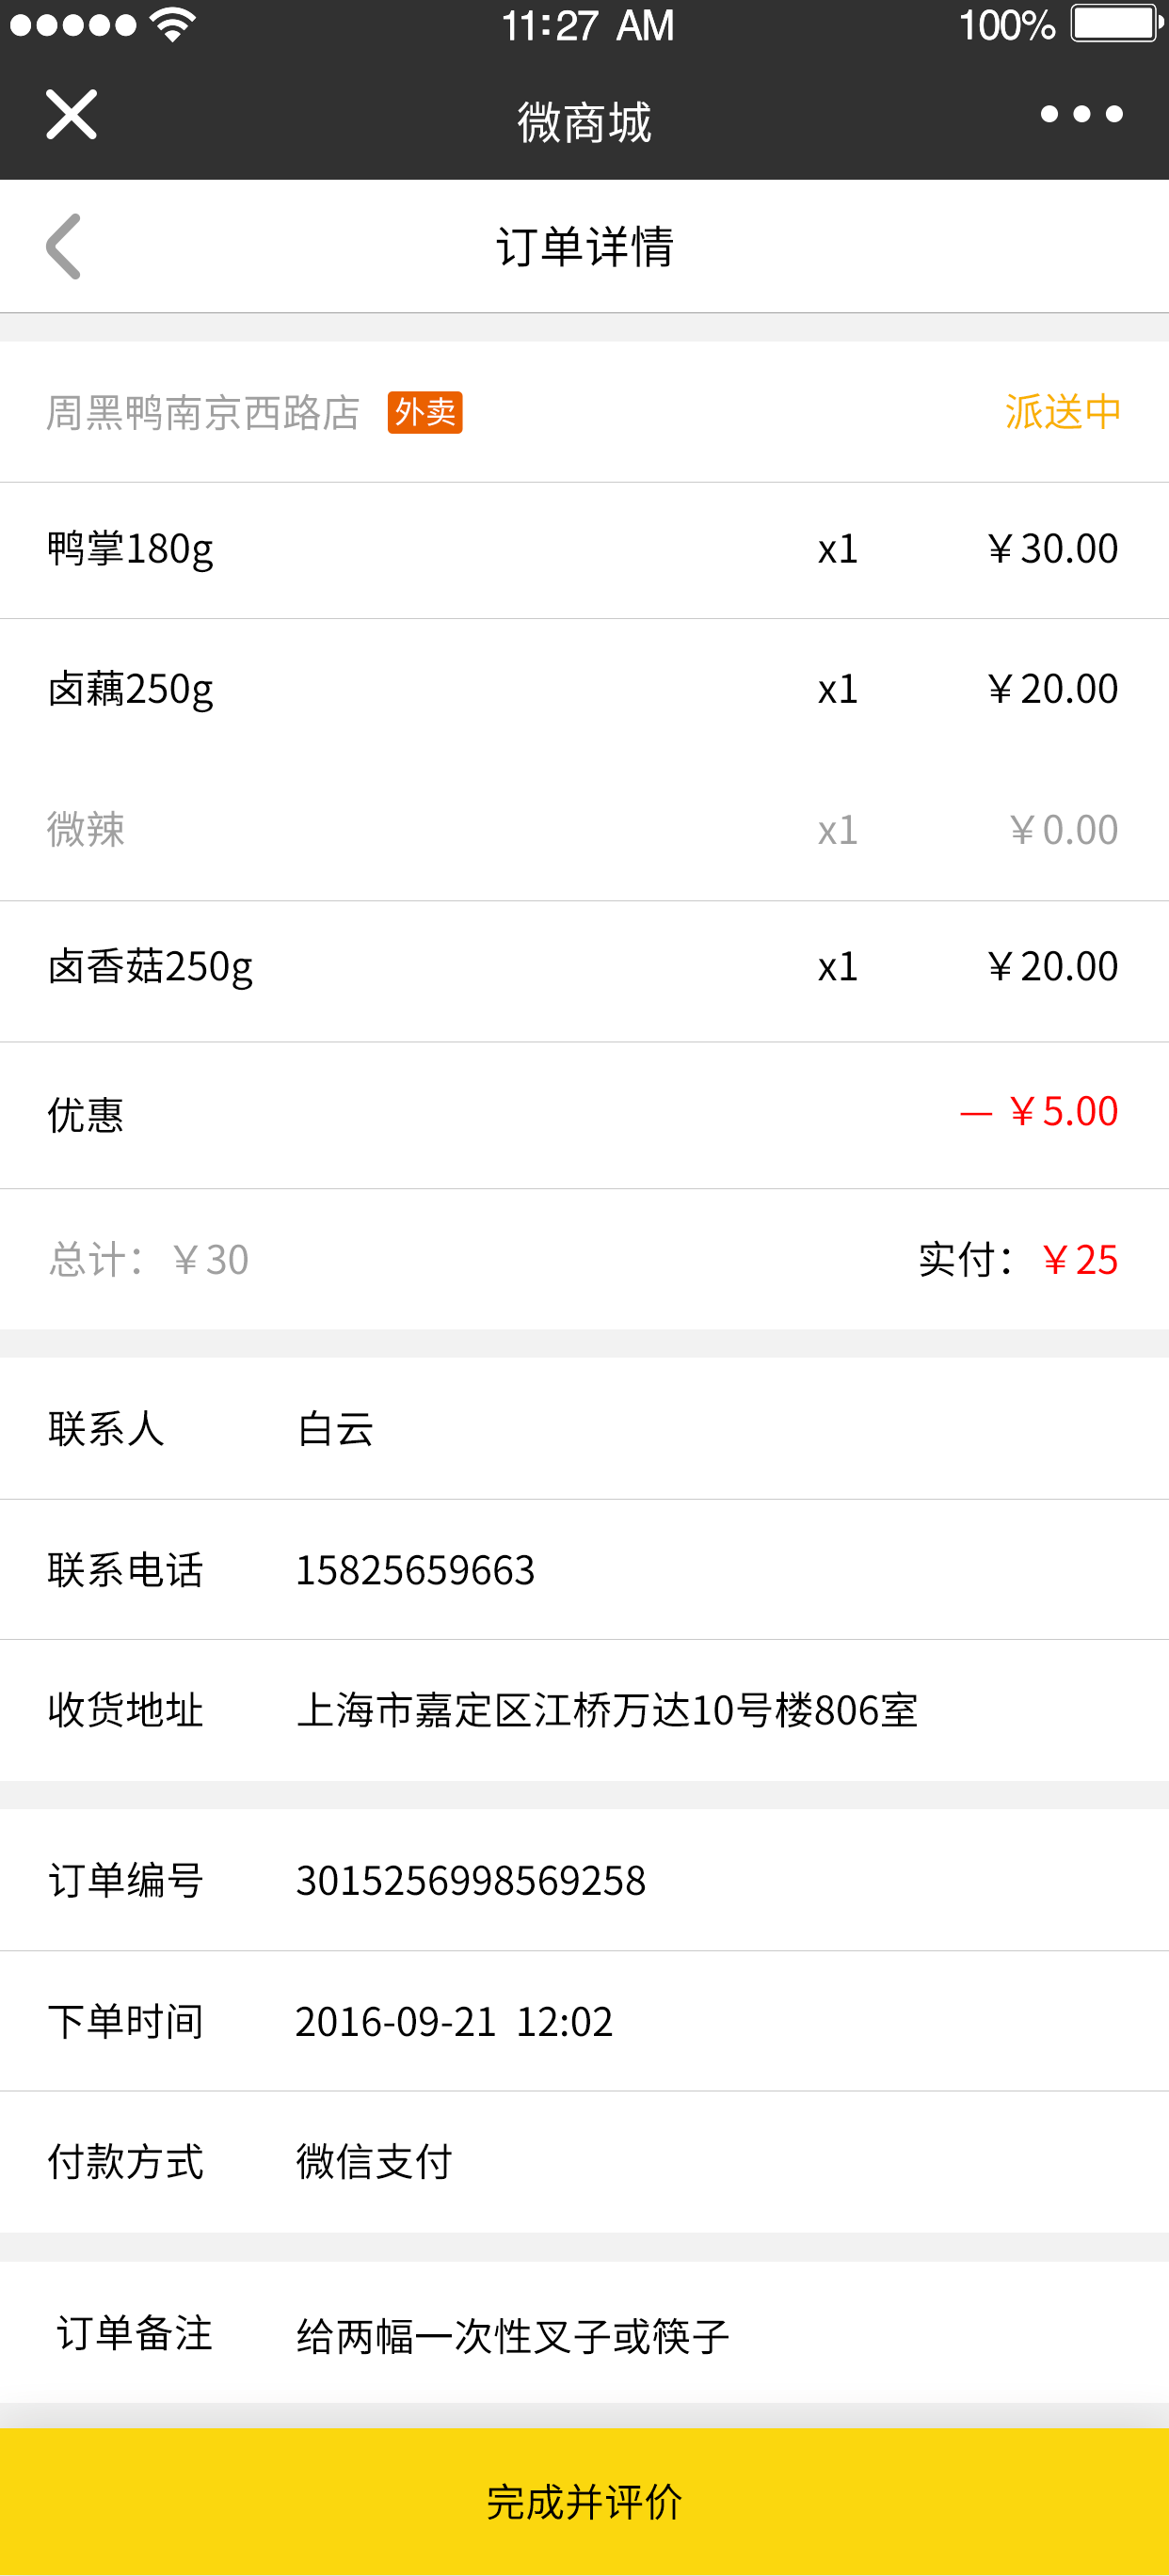 11:27 AM 100%
微商城
订单详情
周黑鸭南京西路店 外卖 派送中
鸭掌180g x1 ￥30.00
卤藕250g x1 ￥20.00
微辣 x1 ￥0.00
卤香菇250g x1 ￥20.00
优惠 — ￥5.00
总计：￥30 实付：￥25
联系人 白云
联系电话 15825659663
收货地址 上海市嘉定区江桥万达10号楼806室
订单编号 3015256998569258
下单时间 2016-09-21 12:02
付款方式 微信支付
订单备注 给两幅一次性叉子或筷子
完成并评价